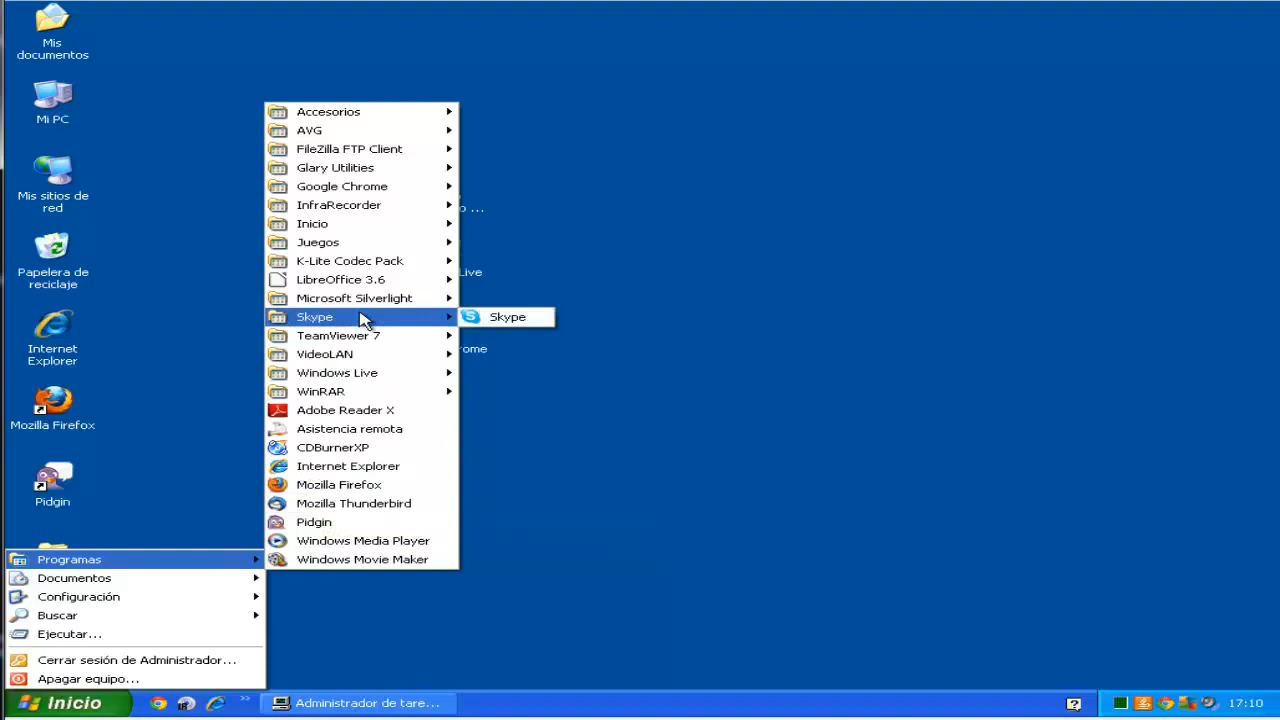 Mis
documentos
Mi PC
Mis sitios de
red
Papelera de
reciclaje
Internet
Explorer
Mozilla Firefox
Pidgin
Accesorios
AVG
FileZilla FTP Client
Glary Utilities
Google Chrome
InfraRecorder
Inicio
Juegos
K-Lite Codec Pack
LibreOffice 3.6
Microsoft Silverlight
Skype
TeamViewer 7
VideoLAN
Windows Live
WinRAR
Adobe Reader X
Asistencia remota
CDBurnerXP
Internet Explorer
Mozilla Firefox
Mozilla Thunderbird
Pidgin
Windows Media Player
Windows Movie Maker
Skype
o ...
Live
ome
Programas
Documentos
Configuración
Buscar
Ejecutar...
Cerrar sesión de Administrador...
Apagar equipo...
Inicio
Administrador de tare...
17:10